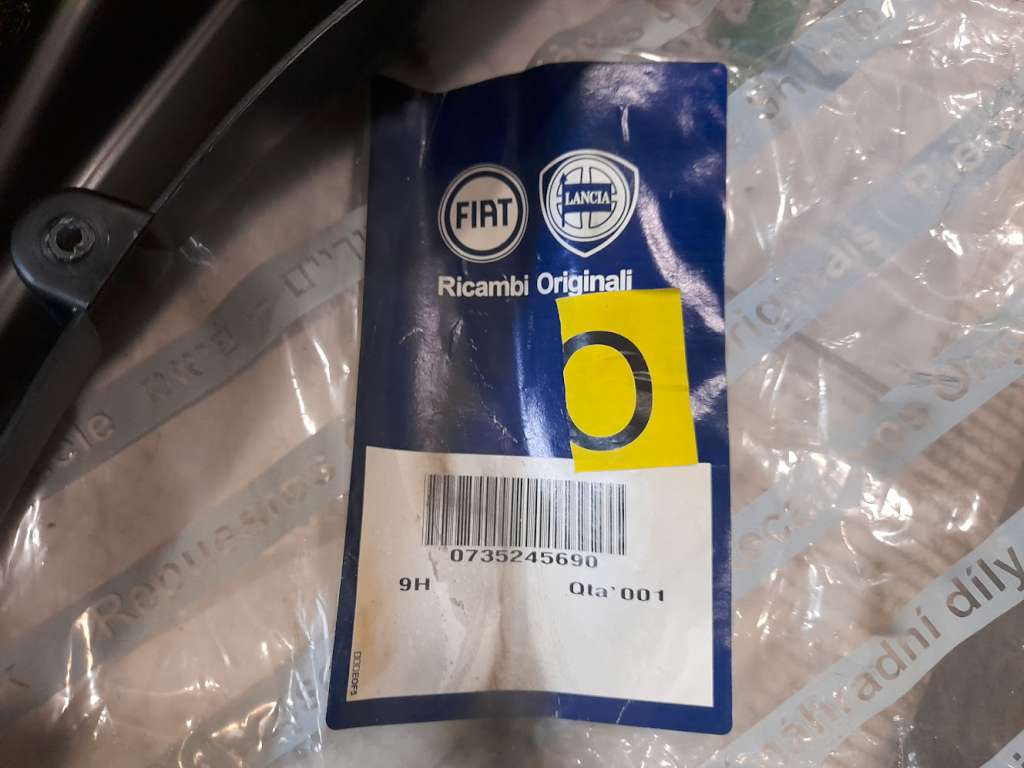 FIAT
LANCIA
Ricambi Originali
O
0735245690
9H
Qta' 001
Repuestos
náhradní díly